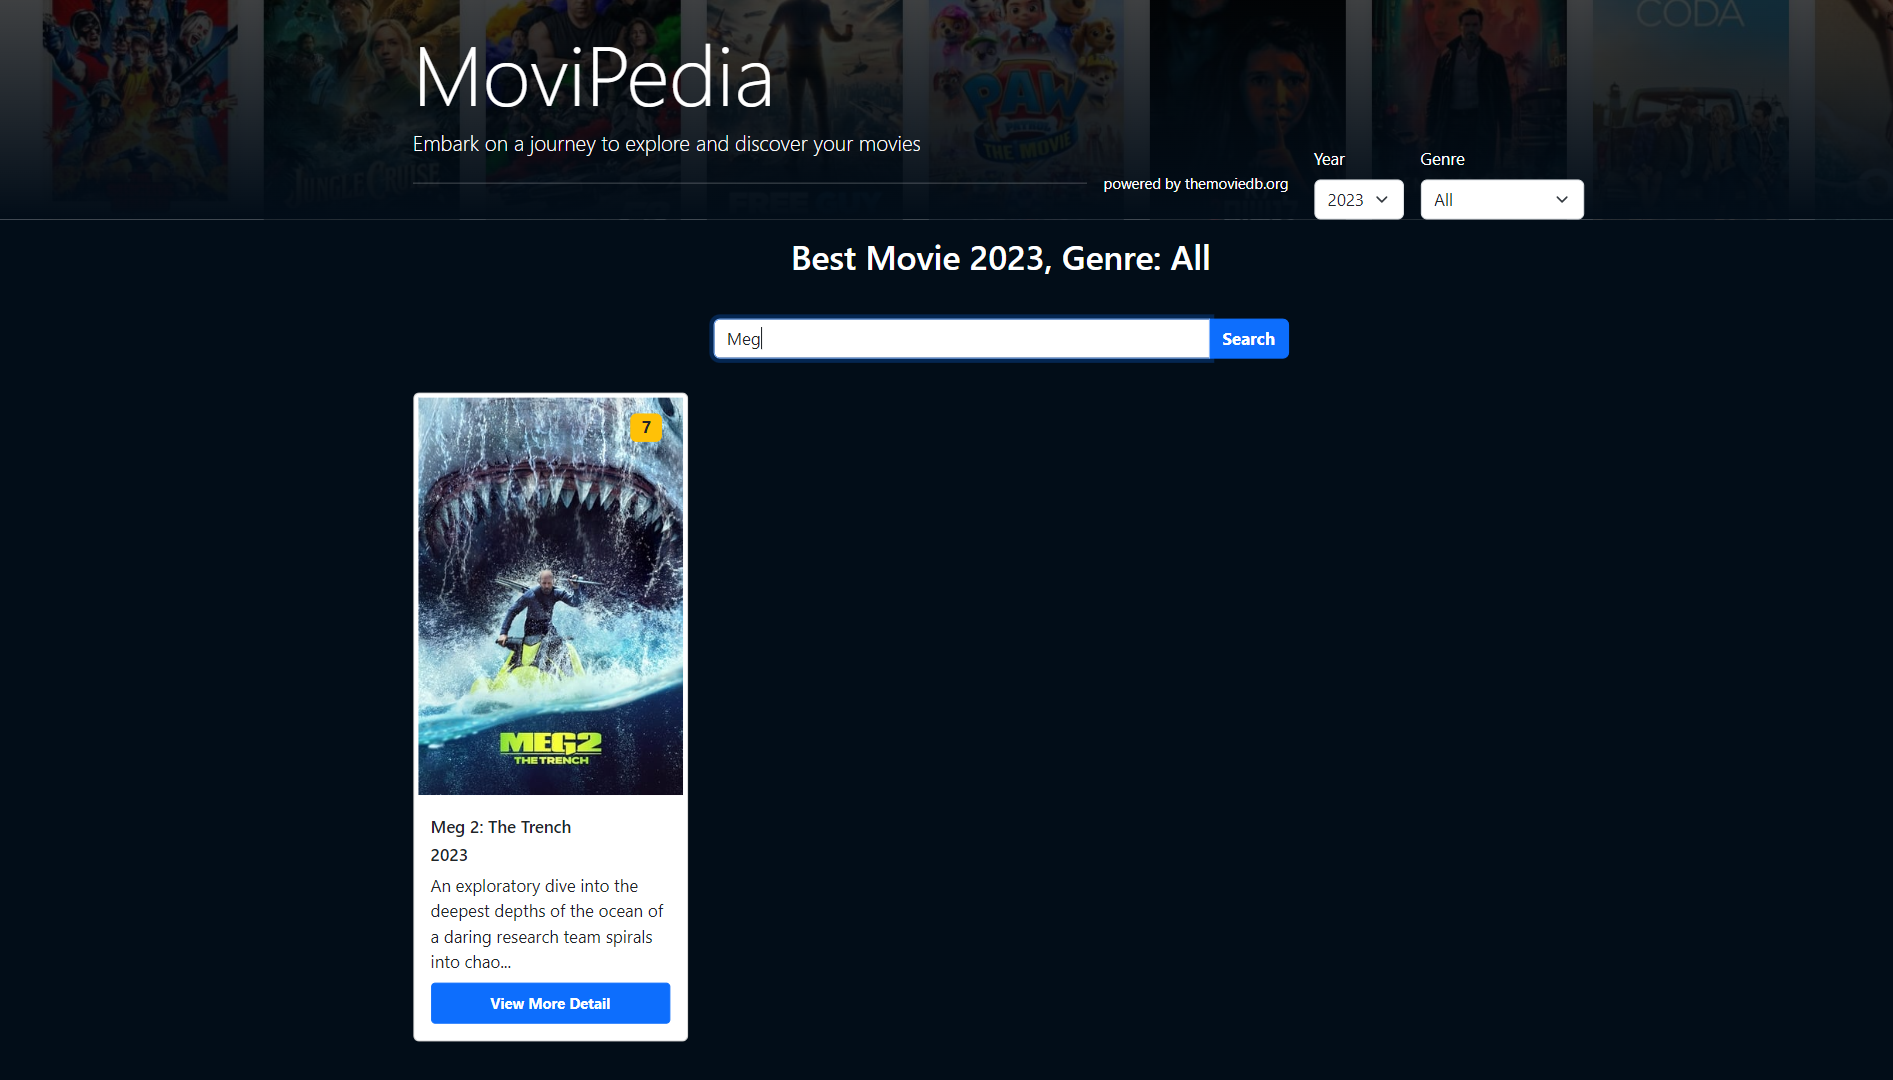 CODA
MoviPedia
Embark on a journey to explore and discover your movies
PAW
PATROL
THE MOVIE
JUNGLE CRUISE
FREE GUY
powered by themoviedb.org
Year
Genre
2023
All
Best Movie 2023, Genre: All
Meg
Search
7
MEG2
THE TRENCH
Meg 2: The Trench
2023
An exploratory dive into the
deepest depths of the ocean of
a daring research team spirals
into chao...
View More Detail